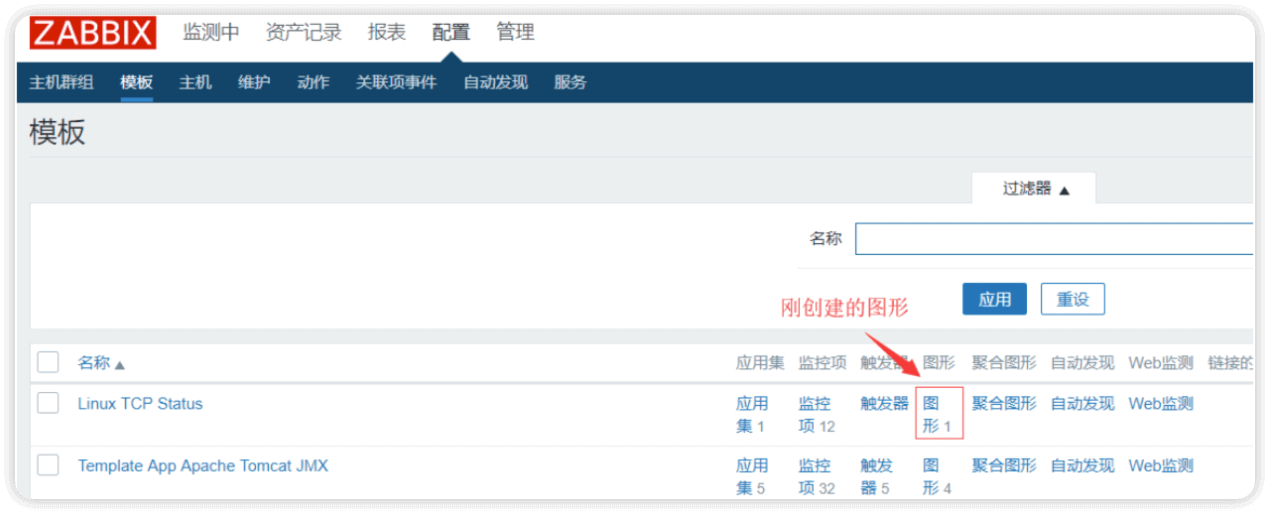 ZABBIX 监测中 资产记录 报表 配置 管理
主机群组 模板 主机 维护 动作 关联项事件 自动发现 服务
模板
过滤器 ▲
名称
应用 重设
刚创建的图形
名称 ▲ 应用集 监控项 触发器 图形 聚合图形 自动发现 Web监测 链接的
Linux TCP Status 应用 监控 触发器 图 聚合图形 自动发现 Web监测
集 1 项 12 形 1
Template App Apache Tomcat JMX 应用 监控 触发 图 聚合图形 自动发现 Web监测
集 5 项 32 器 5 形 4